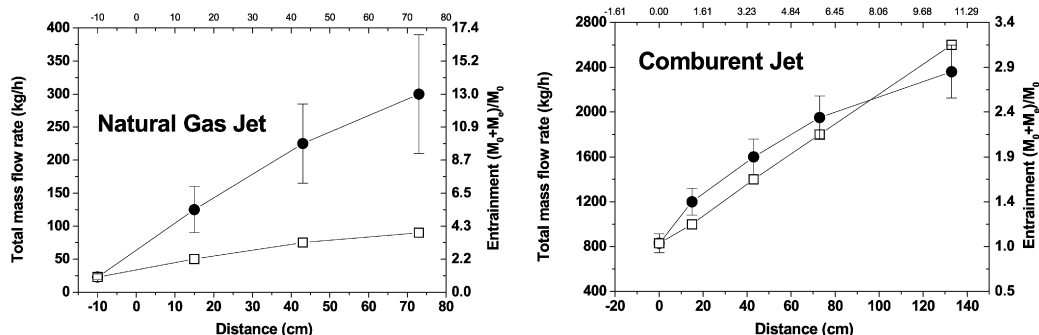 -10 0 10 20 30 40 50 60 70 80
400
350
300
250
200
150
100
50
0
Total mass flow rate (kg/h)
Natural Gas Jet
17.4
15.2
13.0
10.9
8.7
6.5
4.3
2.2
0.0
Entrainment (M0+Me)/M0
-10 0 10 20 30 40 50 60 70 80
Distance (cm)
-1.61 0.00 1.61 3.23 4.84 6.45 8.06 9.68 11.29
2800
2400
2000
1600
1200
800
400
Total mass flow rate (kg/h)
Comburent Jet
3.4
2.9
2.4
1.9
1.4
1.0
0.5
Entrainment (M0+Me)/M0
-20 0 20 40 60 80 100 120 140
Distance (cm)